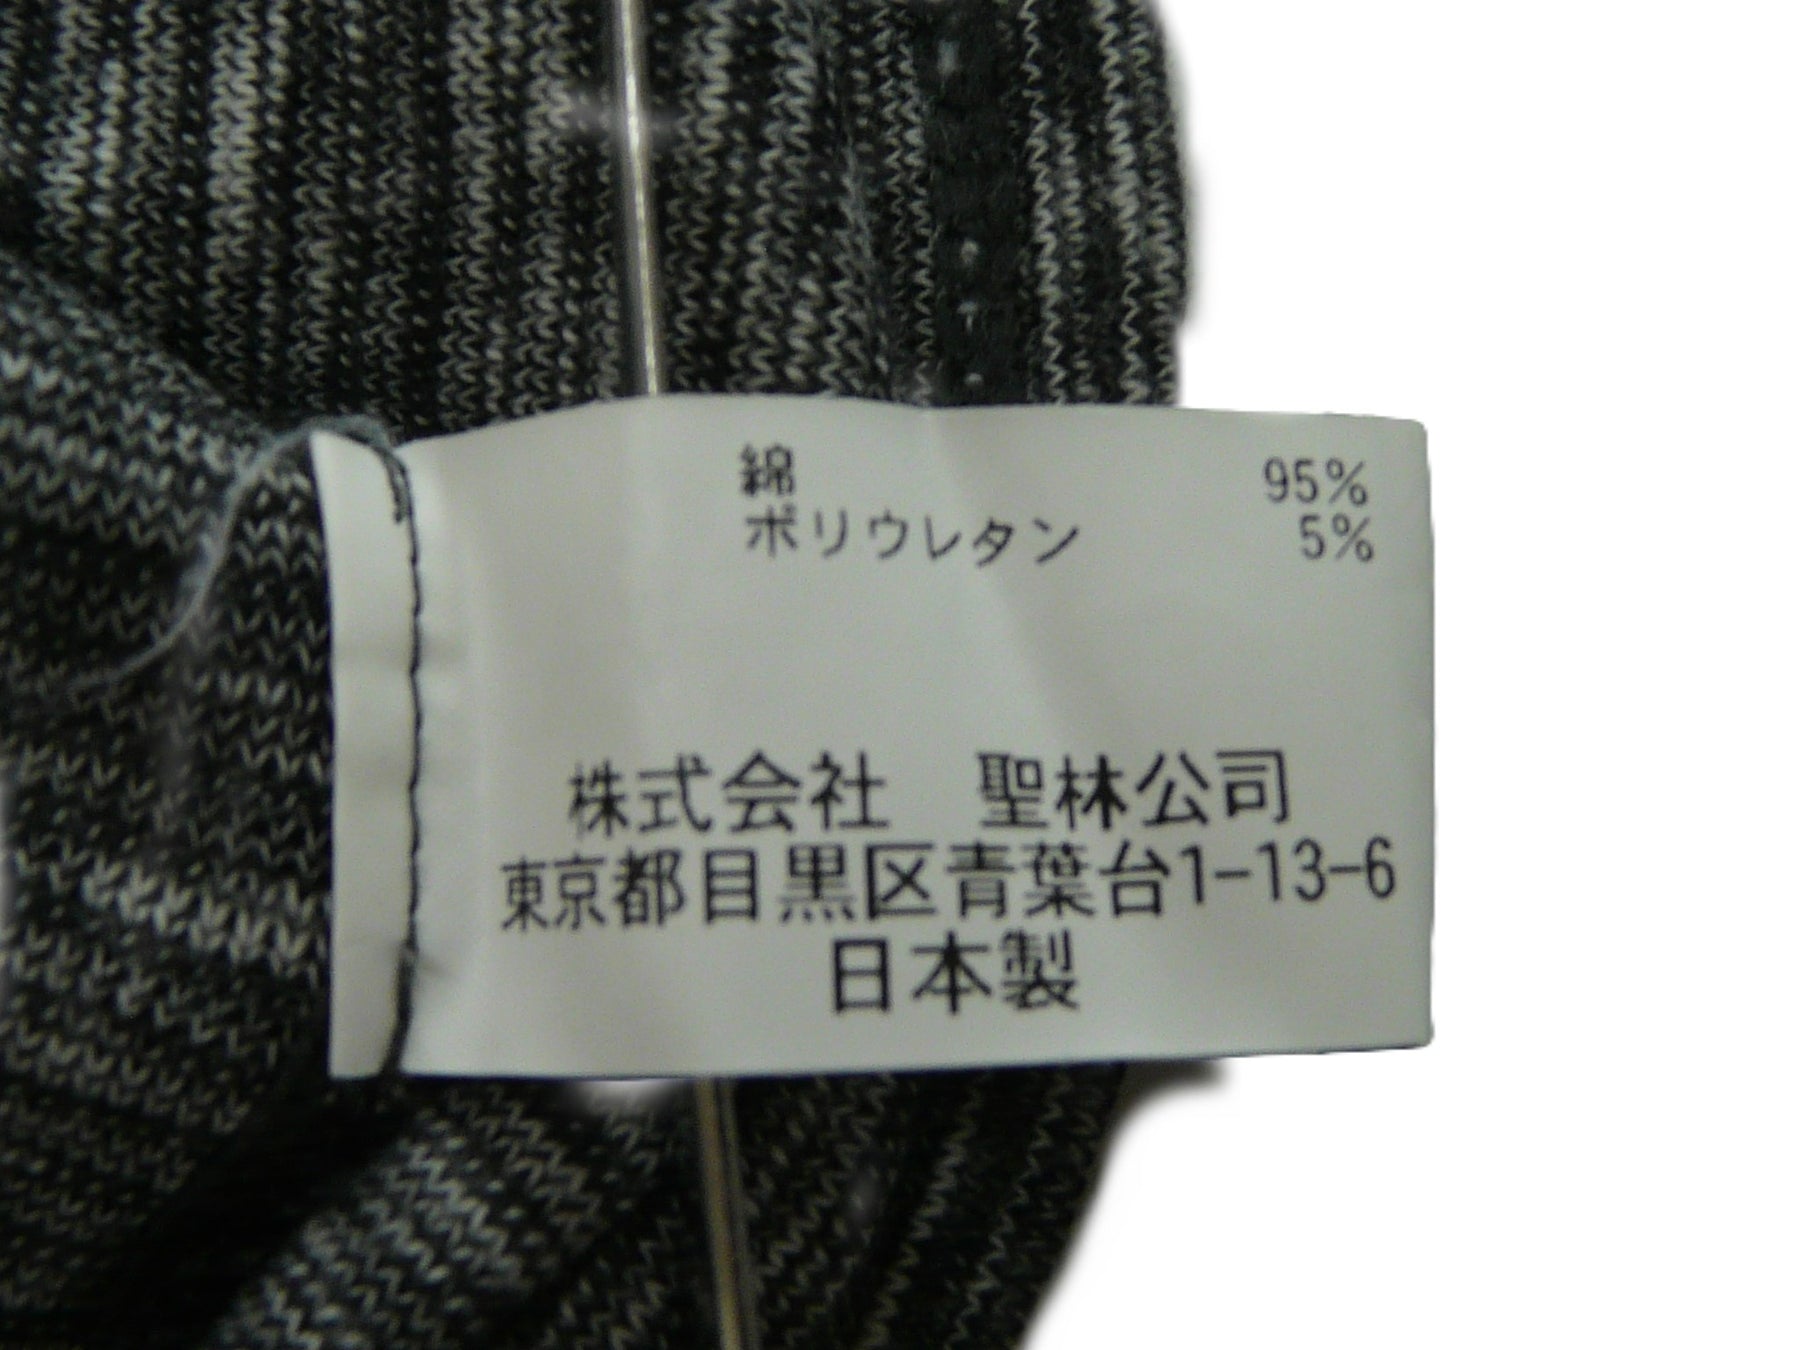 綿 95%
ポリウレタン 5%
株式会社 聖林公司
東京都目黒区青葉台1-13-6
日本製